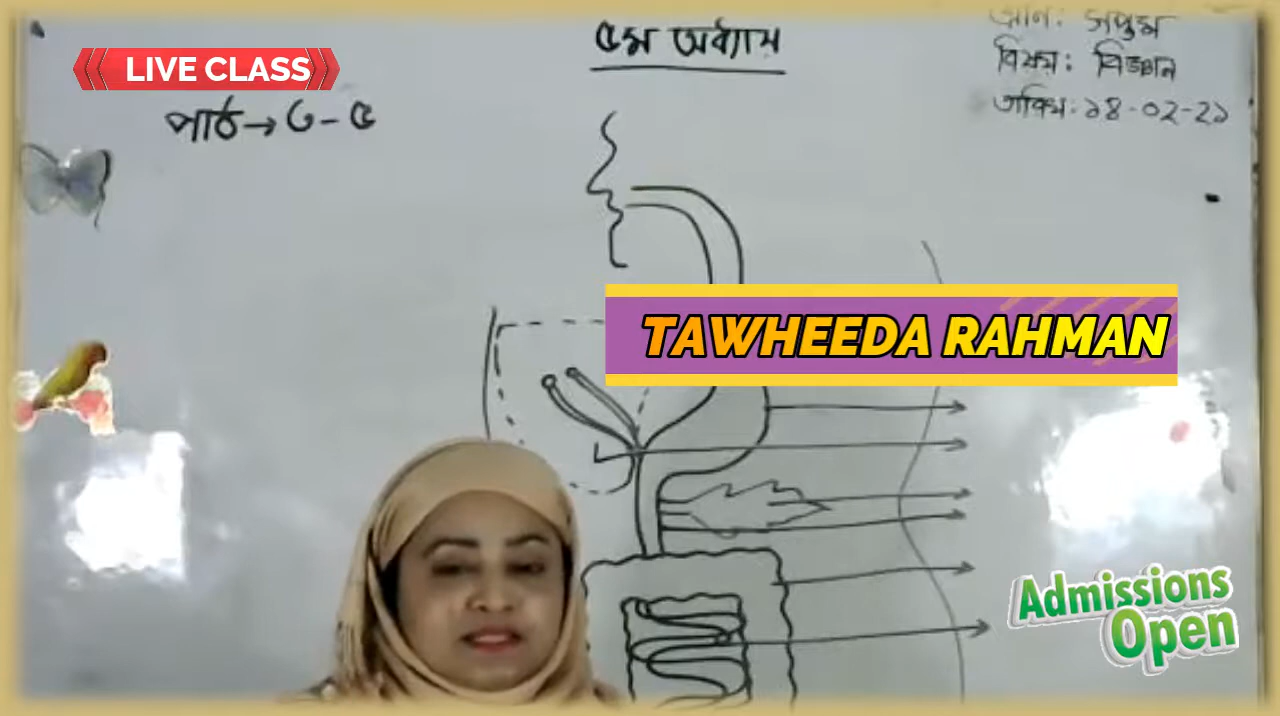 ৫ম অধ্যায়
সপ্তম
বিষয়: বিজ্ঞান
তারিখ: ১৪-০২-২১
LIVE CLASS
পাঠ→৩-৫
TAWHEEDA RAHMAN
Admissions
Open